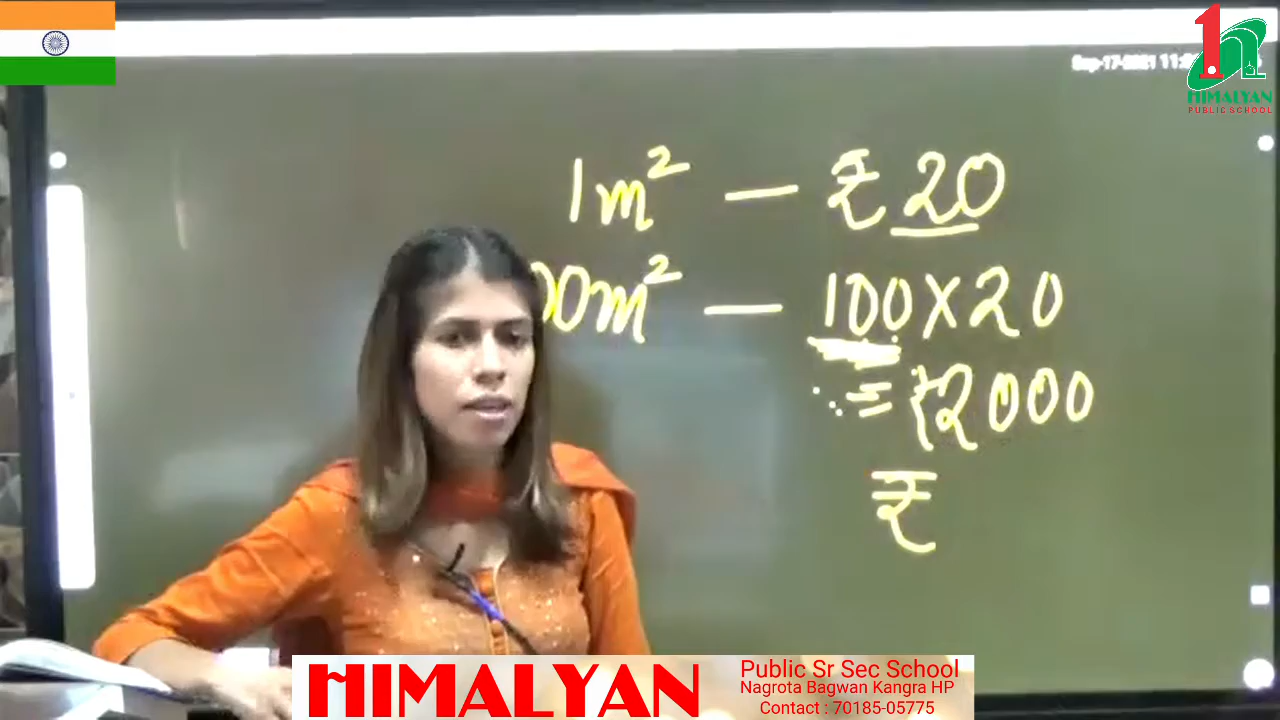 HIMALYAN
PUBLIC SCHOOL
1m² — ₹20
00m² — 100×20
= ₹2000
₹
HIMALYAN
Public Sr Sec School
Nagrota Bagwan Kangra HP
Contact : 70185-05775